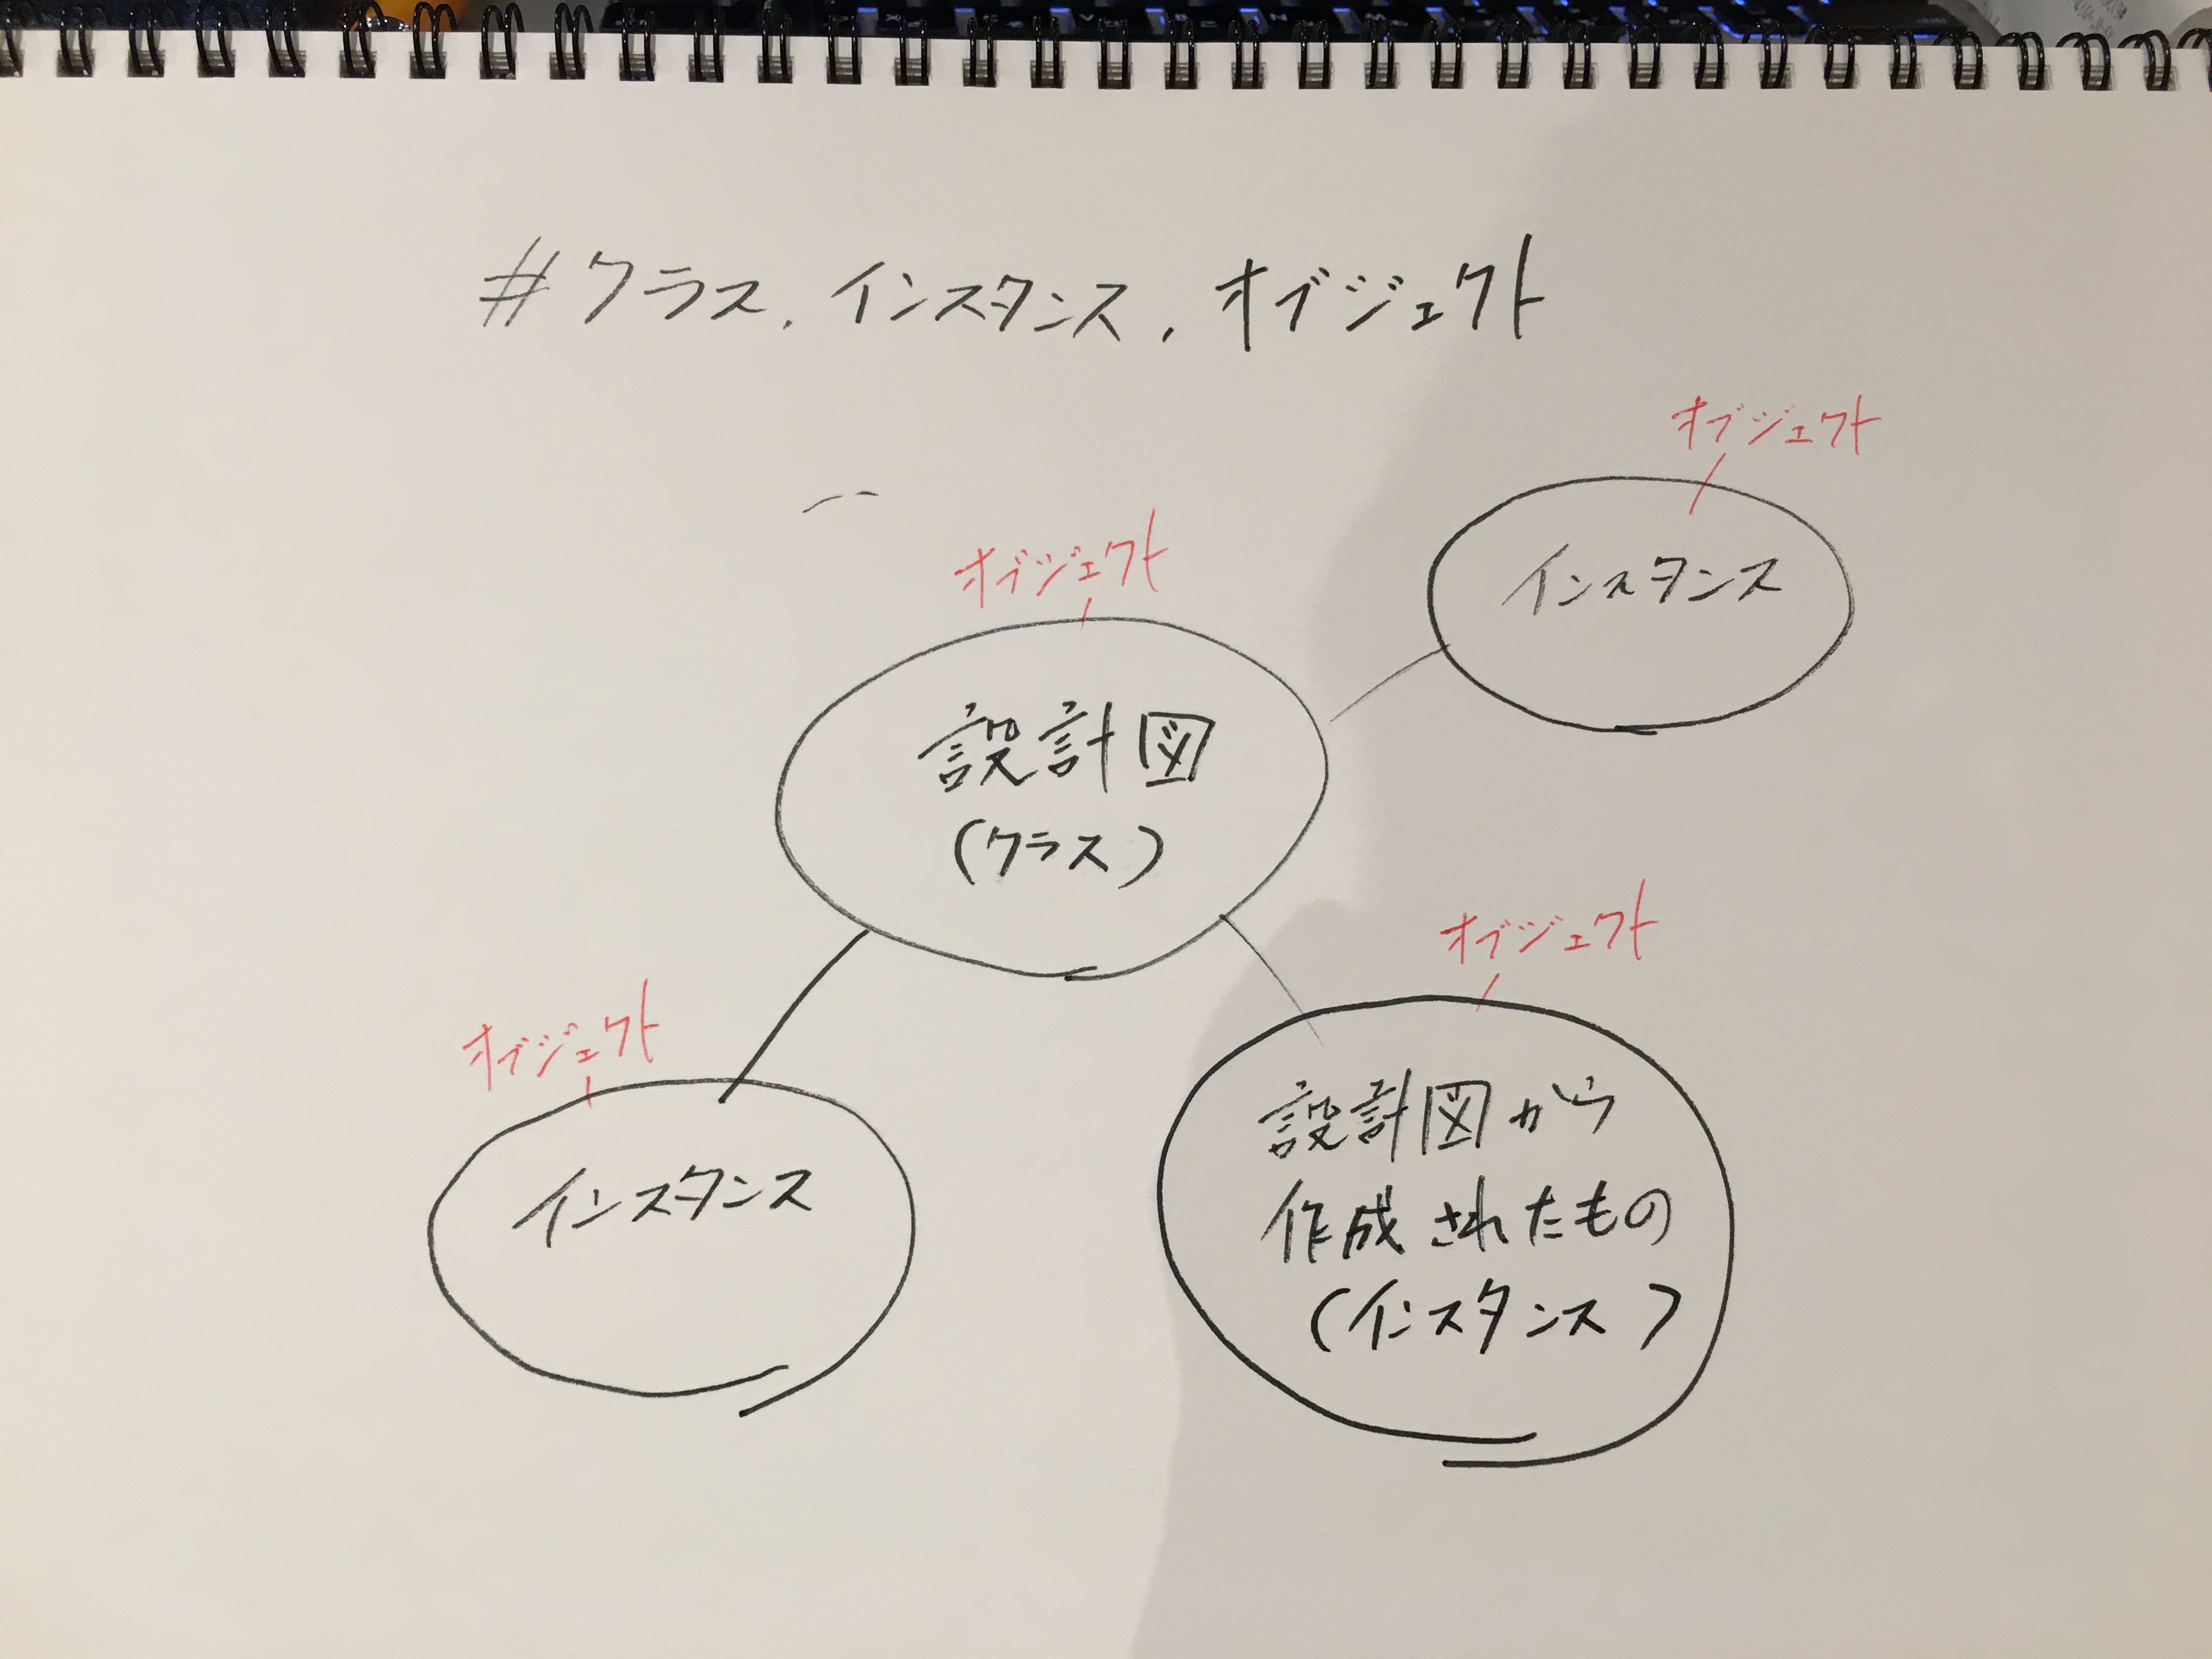 #クラス、インスタンス、オブジェクト
オブジェクト
インスタンス
オブジェクト
設計図
(クラス)
オブジェクト
設計図から
作成されたもの
(インスタンス)
オブジェクト
インスタンス